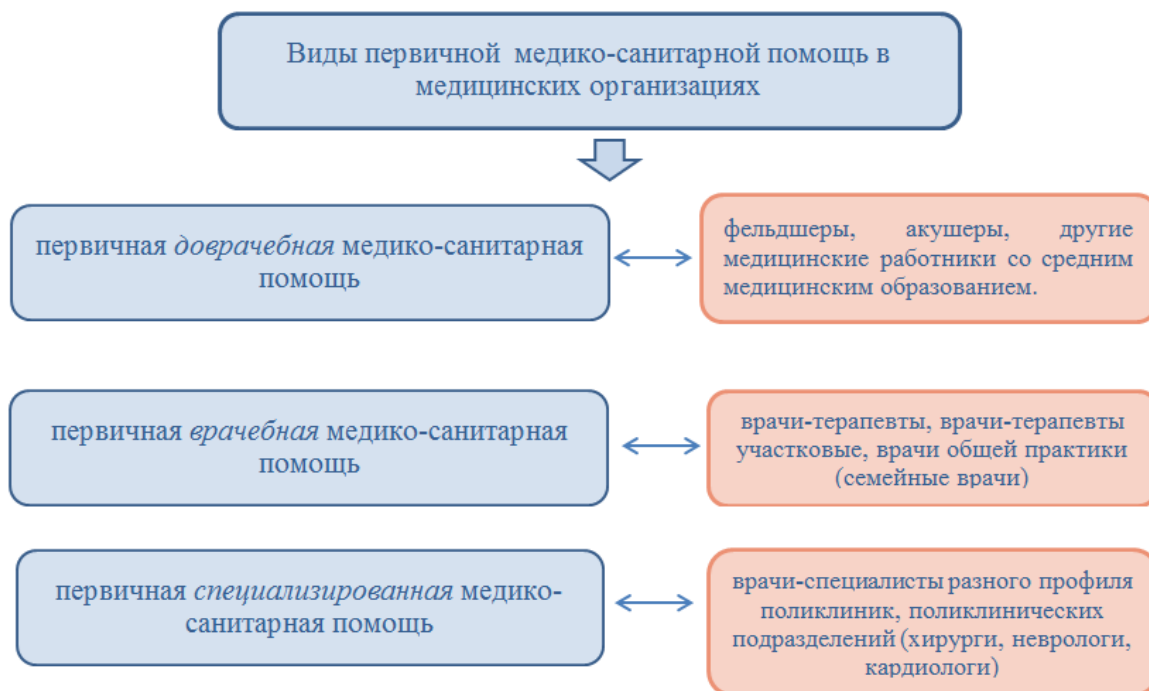 Виды первичной медико-санитарной помощь в
медицинских организациях
первичная доврачебная медико-санитарная
помощь
фельдшеры, акушеры, другие
медицинские работники со средним
медицинским образованием.
первичная врачебная медико-санитарная
помощь
врачи-терапевты, врачи-терапевты
участковые, врачи общей практики
(семейные врачи)
первичная специализированная медико-
санитарная помощь
врачи-специалисты разного профиля
поликлиник, поликлинических
подразделений (хирурги, неврологи,
кардиологи)